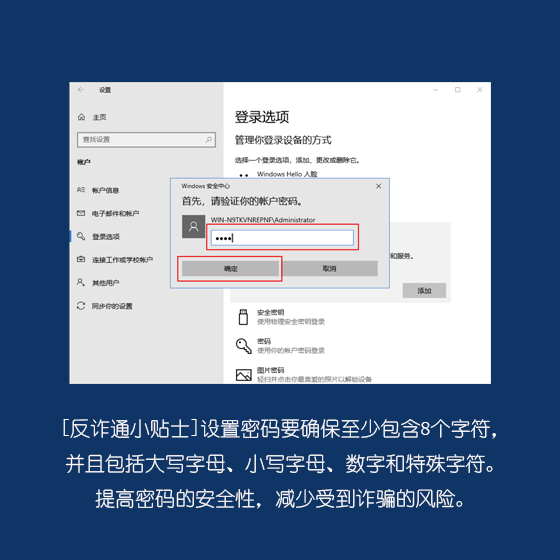 设置
主页
查找设置
帐户
帐户信息
电子邮件和帐户
登录选项
连接工作或学校帐户
其他用户
同步你的设置
登录选项
管理你登录设备的方式
选择一个登录选项，添加、更改或删除它。
Windows Hello 人脸
Windows 安全中心
首先，请验证你的帐户密码。
WIN-N9TKVNREPNF\Administrator
确定
取消
和服务。
添加
安全密钥
使用物理安全密钥登录
密码
使用你的帐户密码登录
图片密码
轻扫并点击你最喜爱的照片以解锁设备
[反诈通小贴士]设置密码要确保至少包含8个字符，
并且包括大写字母、小写字母、数字和特殊字符。
提高密码的安全性，减少受到诈骗的风险。